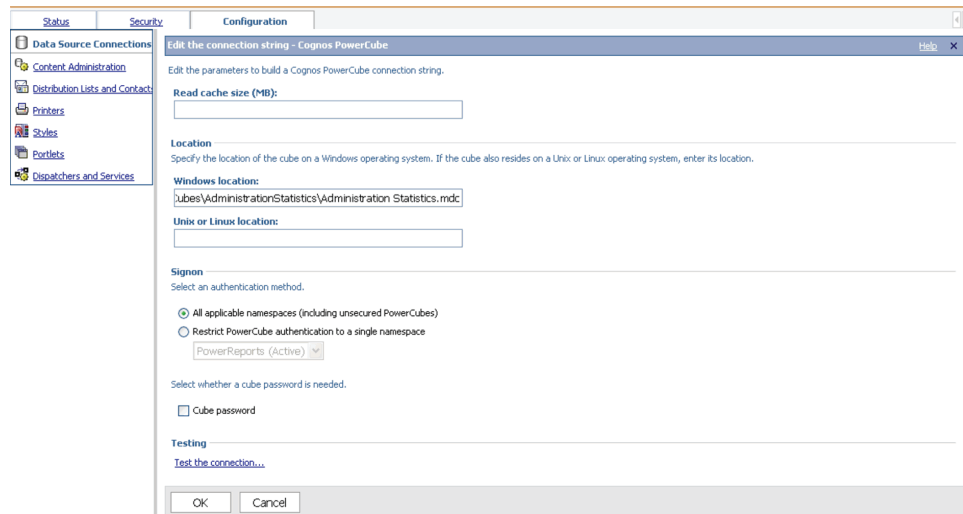 Status
Security
Configuration
Data Source Connections
Content Administration
Distribution Lists and Contacts
Printers
Styles
Portlets
Dispatchers and Services
Edit the connection string - Cognos PowerCube
Help
Edit the parameters to build a Cognos PowerCube connection string.
Read cache size (MB):
Location
Specify the location of the cube on a Windows operating system. If the cube also resides on a Unix or Linux operating system, enter its location.
Windows location:
:ubes\AdministrationStatistics\Administration Statistics.mdc
Unix or Linux location:
Signon
Select an authentication method.
All applicable namespaces (including unsecured PowerCubes)
Restrict PowerCube authentication to a single namespace
PowerReports (Active)
Select whether a cube password is needed.
Cube password
Testing
Test the connection...
OK
Cancel